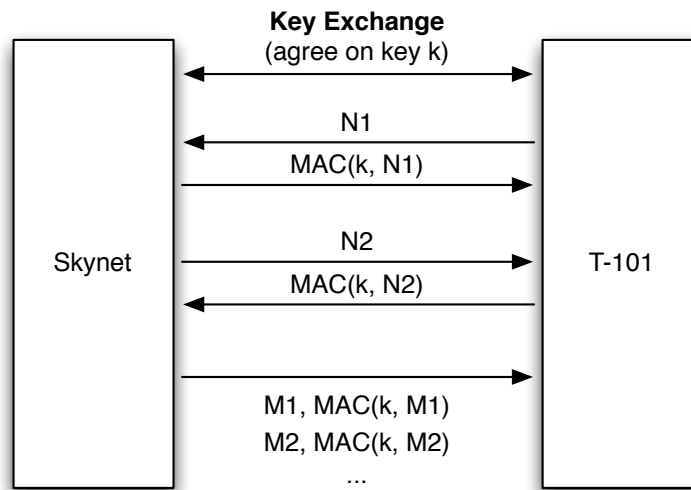 Key Exchange
(agree on key k)
N1
MAC(k, N1)
N2
Skynet
T-101
MAC(k, N2)
M1, MAC(k, M1)
M2, MAC(k, M2)
...